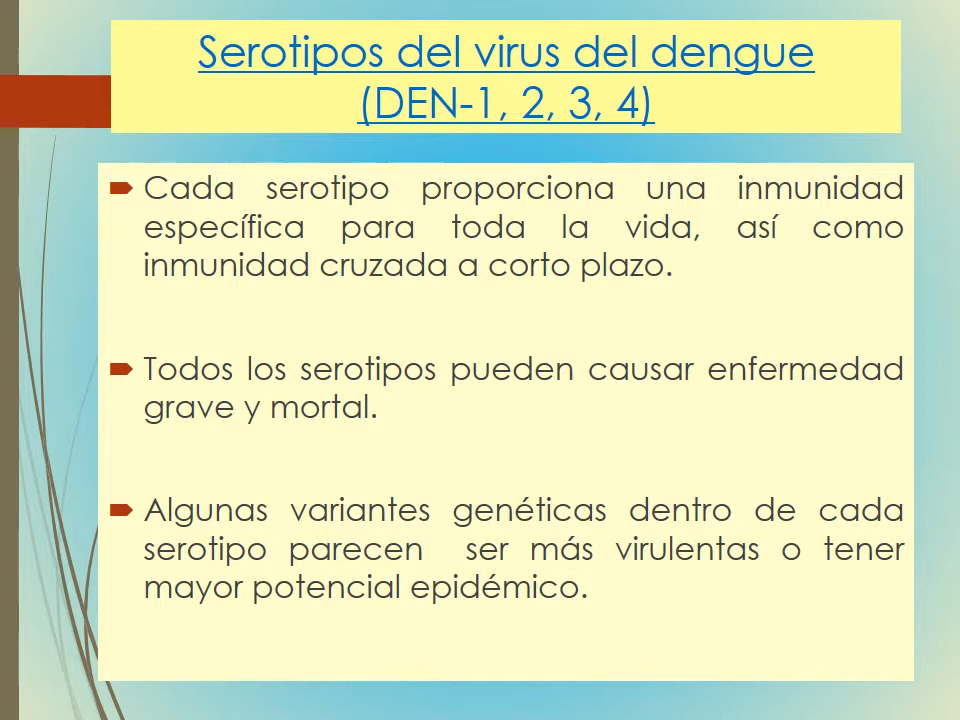 Serotipos del virus del dengue
(DEN-1, 2, 3, 4)
Cada serotipo proporciona una inmunidad
específica para toda la vida, así como
inmunidad cruzada a corto plazo.
Todos los serotipos pueden causar enfermedad
grave y mortal.
Algunas variantes genéticas dentro de cada
serotipo parecen ser más virulentas o tener
mayor potencial epidémico.